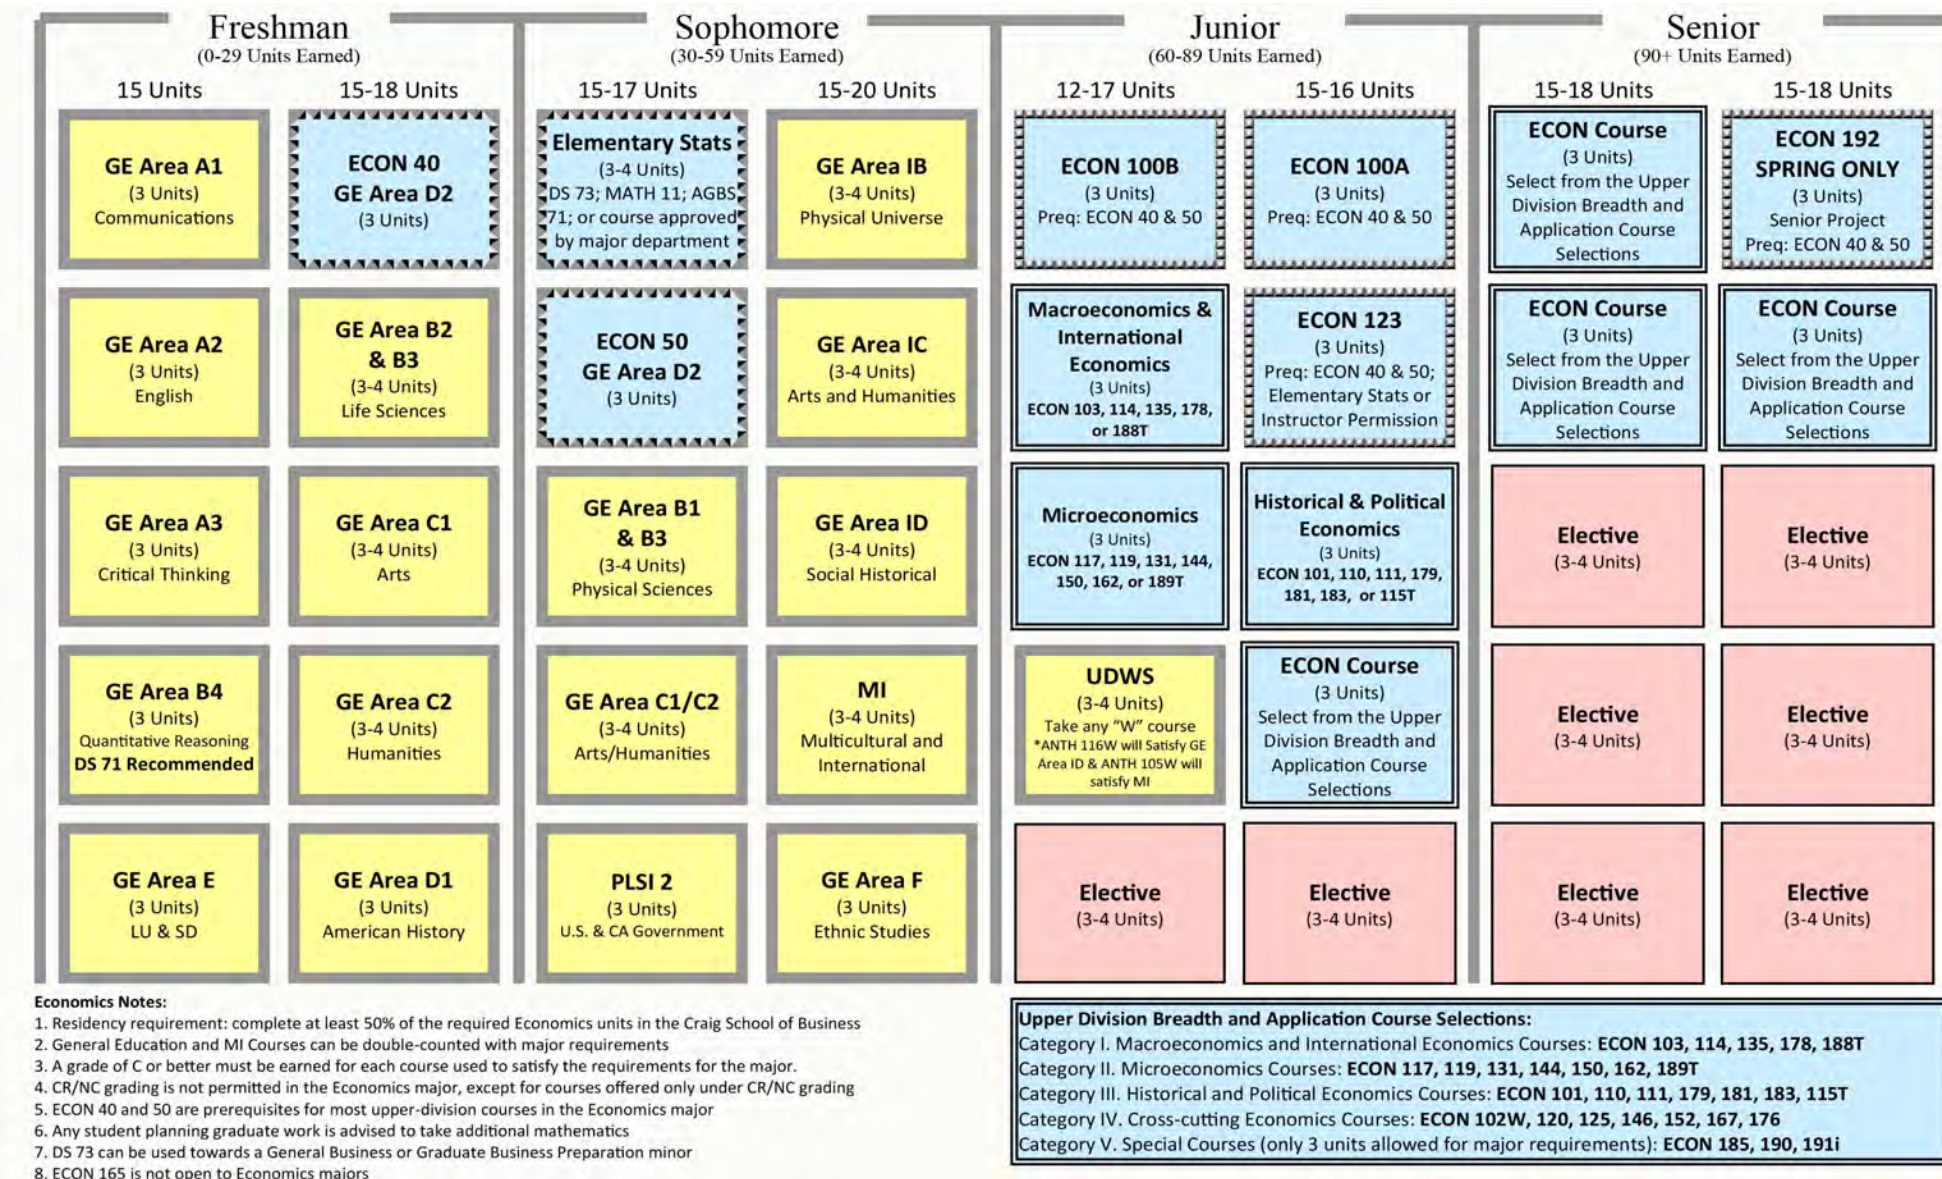 Freshman
(0-29 Units Earned)
Sophomore
(30-59 Units Earned)
Junior
(60-89 Units Earned)
Senior
(90+ Units Earned)
15 Units
15-18 Units
15-17 Units
15-20 Units
12-17 Units
15-16 Units
15-18 Units
15-18 Units
GE Area A1
(3 Units)
Communications
ECON 40
GE Area D2
(3 Units)
Elementary Stats
(3-4 Units)
DS 73; MATH 11; AGBS
71; or course approved
by major department
GE Area IB
(3-4 Units)
Physical Universe
ECON 100B
(3 Units)
Preq: ECON 40 & 50
ECON 100A
(3 Units)
Preq: ECON 40 & 50
ECON Course
(3 Units)
Select from the Upper
Division Breadth and
Application Course
Selections
ECON 192
SPRING ONLY
(3 Units)
Senior Project
Preq: ECON 40 & 50
GE Area A2
(3 Units)
English
GE Area B2
& B3
(3-4 Units)
Life Sciences
ECON 50
GE Area D2
(3 Units)
GE Area IC
(3-4 Units)
Arts and Humanities
Macroeconomics &
International
Economics
(3 Units)
ECON 103, 114, 135, 178,
or 188T
ECON 123
(3 Units)
Preq: ECON 40 & 50;
Elementary Stats or
Instructor Permission
ECON Course
(3 Units)
Select from the Upper
Division Breadth and
Application Course
Selections
ECON Course
(3 Units)
Select from the Upper
Division Breadth and
Application Course
Selections
GE Area A3
(3 Units)
Critical Thinking
GE Area C1
(3-4 Units)
Arts
GE Area B1
& B3
(3-4 Units)
Physical Sciences
GE Area ID
(3-4 Units)
Social Historical
Microeconomics
(3 Units)
ECON 117, 119, 131, 144,
150, 162, or 189T
Historical & Political
Economics
(3 Units)
ECON 101, 110, 111, 179,
181, 183, or 115T
Elective
(3-4 Units)
Elective
(3-4 Units)
GE Area B4
(3 Units)
Quantitative Reasoning
DS 71 Recommended
GE Area C2
(3-4 Units)
Humanities
GE Area C1/C2
(3-4 Units)
Arts/Humanities
MI
(3-4 Units)
Multicultural and
International
UDWS
(3-4 Units)
Take any "W" course
*ANTH 116W will Satisfy GE
Area ID & ANTH 105W will
satisfy MI
ECON Course
(3 Units)
Select from the Upper
Division Breadth and
Application Course
Selections
Elective
(3-4 Units)
Elective
(3-4 Units)
GE Area E
(3 Units)
LU & SD
GE Area D1
(3 Units)
American History
PLSI 2
(3 Units)
U.S. & CA Government
GE Area F
(3 Units)
Ethnic Studies
Elective
(3-4 Units)
Elective
(3-4 Units)
Elective
(3-4 Units)
Elective
(3-4 Units)
Economics Notes:
1. Residency requirement: complete at least 50% of the required Economics units in the Craig School of Business
2. General Education and MI Courses can be double-counted with major requirements
3. A grade of C or better must be earned for each course used to satisfy the requirements for the major.
4. CR/NC grading is not permitted in the Economics major, except for courses offered only under CR/NC grading
5. ECON 40 and 50 are prerequisites for most upper-division courses in the Economics major
6. Any student planning graduate work is advised to take additional mathematics
7. DS 73 can be used towards a General Business or Graduate Business Preparation minor
8. ECON 165 is not open to Economics majors
Upper Division Breadth and Application Course Selections:
Category I. Macroeconomics and International Economics Courses: ECON 103, 114, 135, 178, 188T
Category II. Microeconomics Courses: ECON 117, 119, 131, 144, 150, 162, 189T
Category III. Historical and Political Economics Courses: ECON 101, 110, 111, 179, 181, 183, 115T
Category IV. Cross-cutting Economics Courses: ECON 102W, 120, 125, 146, 152, 167, 176
Category V. Special Courses (only 3 units allowed for major requirements): ECON 185, 190, 191i